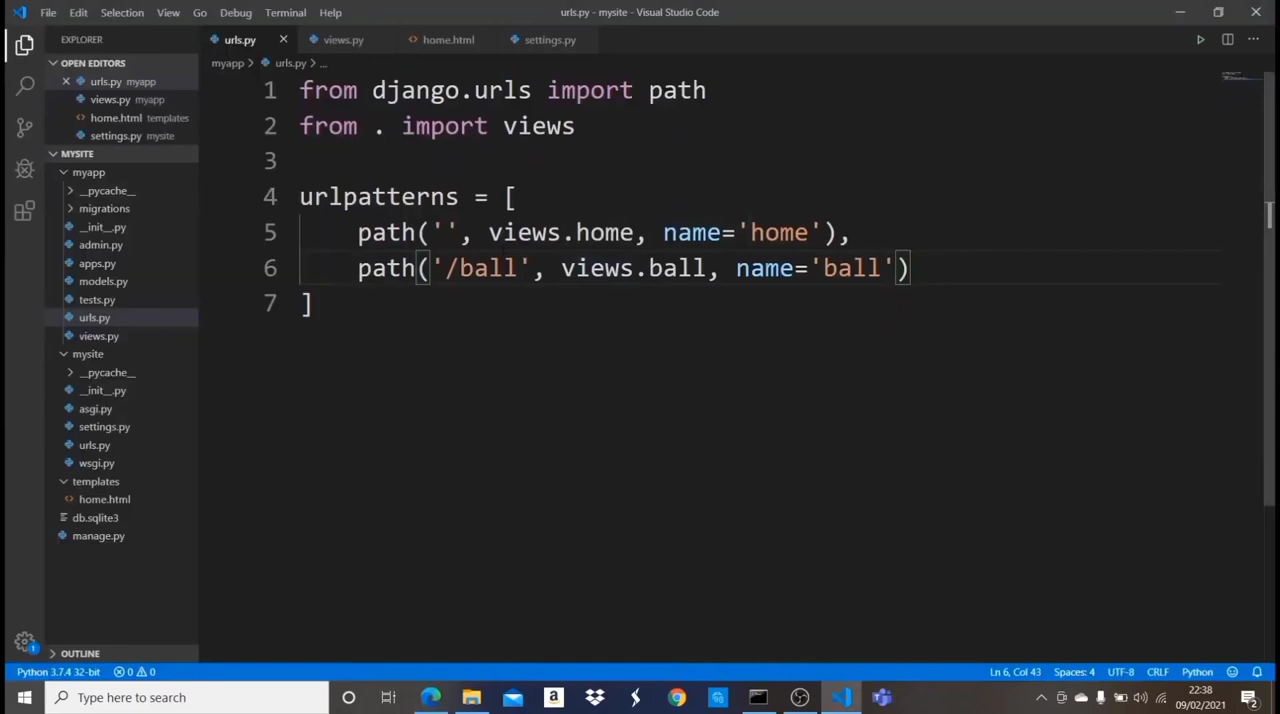 File Edit Selection View Go Debug Terminal Help
urls.py - mysite - Visual Studio Code
EXPLORER
urls.py
views.py
home.html
settings.py
OPEN EDITORS
urls.py myapp
views.py myapp
home.html templates
settings.py mysite
MYSITE
myapp
__pycache__
migrations
__init__.py
admin.py
apps.py
models.py
tests.py
urls.py
views.py
mysite
__pycache__
__init__.py
asgi.py
settings.py
urls.py
wsgi.py
templates
home.html
db.sqlite3
manage.py
OUTLINE
myapp > urls.py > ...
1 from django.urls import path
2 from . import views
3
4 urlpatterns = [
5 path('', views.home, name='home'),
6 path('/ball', views.ball, name='ball')
7 ]
1
Python 3.7.4 32-bit
0 0
Ln 6, Col 43
Spaces: 4
UTF-8
CRLF
Python
Type here to search
a
22:38
09/02/2021
2